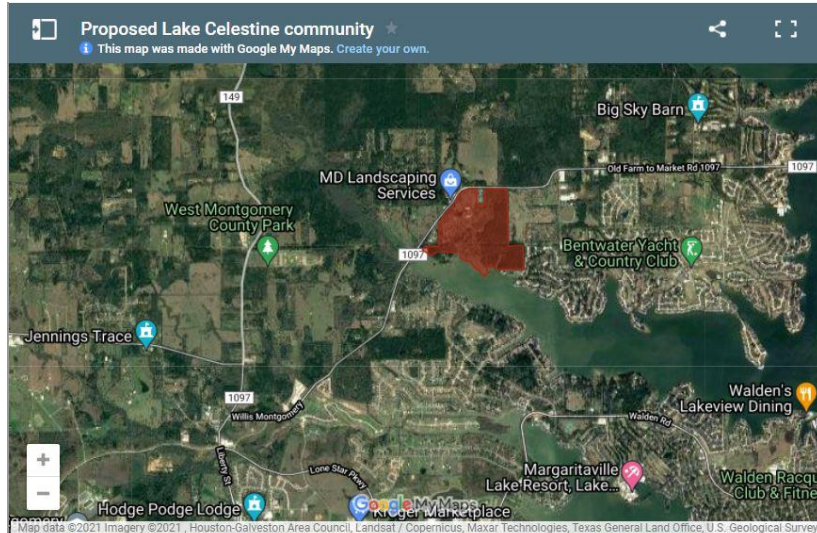 Proposed Lake Celestine community
This map was made with Google My Maps. Create your own.
149
Big Sky Barn
Old Farm to Market Rd 1097
1097
MD Landscaping
Services
West Montgomery
County Park
1097
Bentwater Yacht
& Country Club
Jennings Trace
1097
Willis Montgomery
Walden's
Lakeview Dining
Walden Rd
Liberty St
Lone Star Pkwy
Margaritaville
Lake Resort, Lake...
Walden Racqu
Club & Fitne
Hodge Podge Lodge
Google My Maps
Kroger Marketplace
Map data ©2021 Imagery ©2021 , Houston-Galveston Area Council, Landsat / Copernicus, Maxar Technologies, Texas General Land Office, U.S. Geological Survey